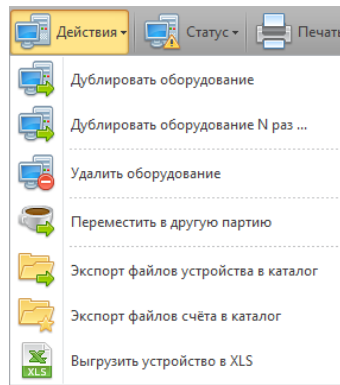 Действия Статус Печать
Дублировать оборудование
Дублировать оборудование N раз ...
Удалить оборудование
Переместить в другую партию
Экспорт файлов устройства в каталог
Экспорт файлов счёта в каталог
XLS Выгрузить устройство в XLS